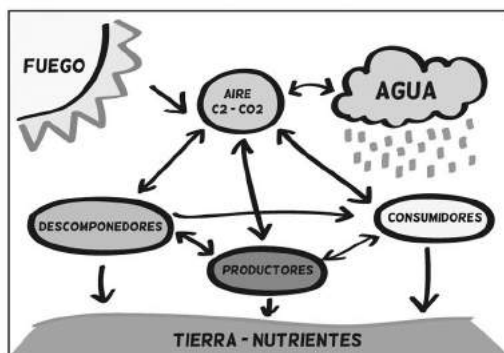 FUEGO
AIRE
C2 - CO2
AGUA
DESCOMPONEDORES
CONSUMIDORES
PRODUCTORES
TIERRA - NUTRIENTES